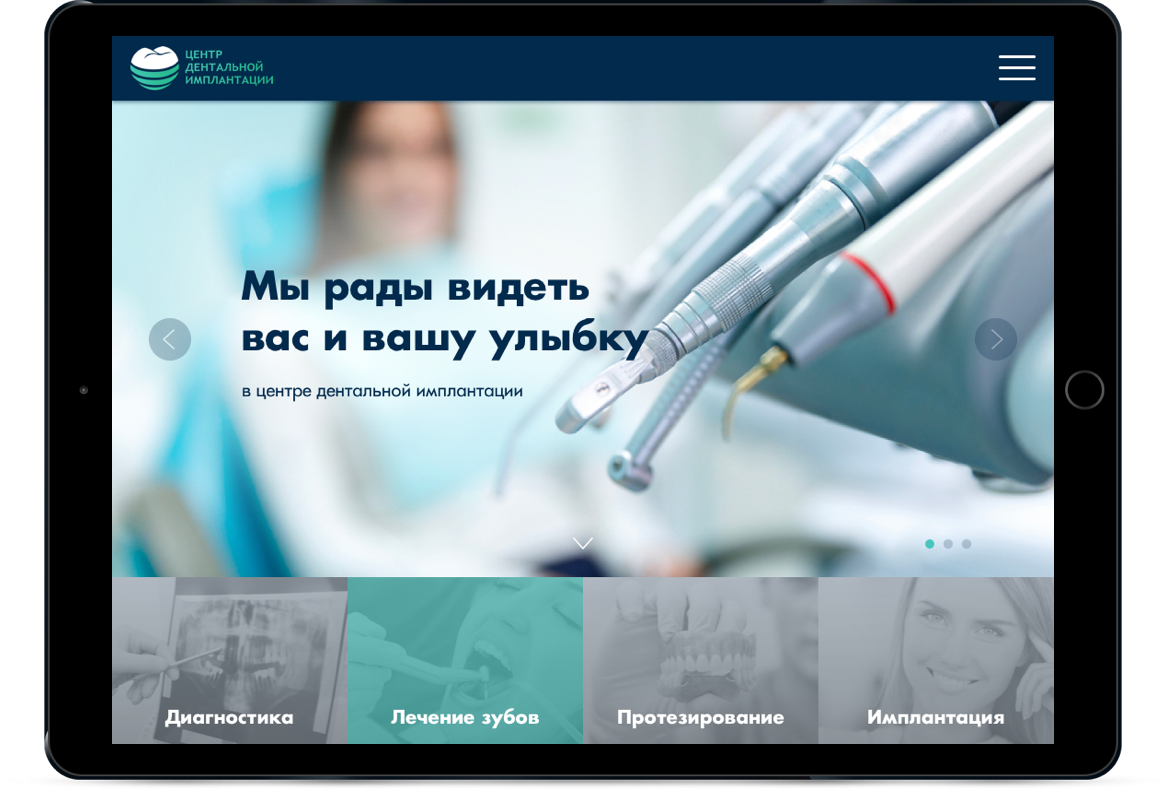 ЦЕНТР
ДЕНТАЛЬНОЙ
ИМПЛАНТАЦИИ
Мы рады видеть
вас и вашу улыбку
в центре дентальной имплантации
Диагностика
Лечение зубов
Протезирование
Имплантация